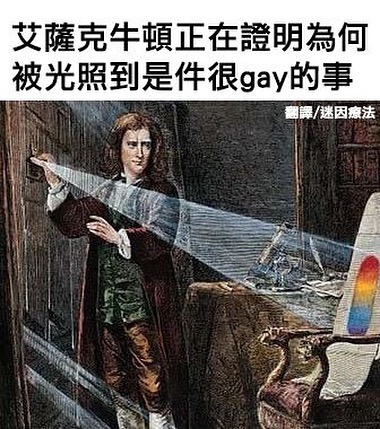 艾薩克牛頓正在證明為何
被光照到是件很gay的事
翻譯/迷因療法